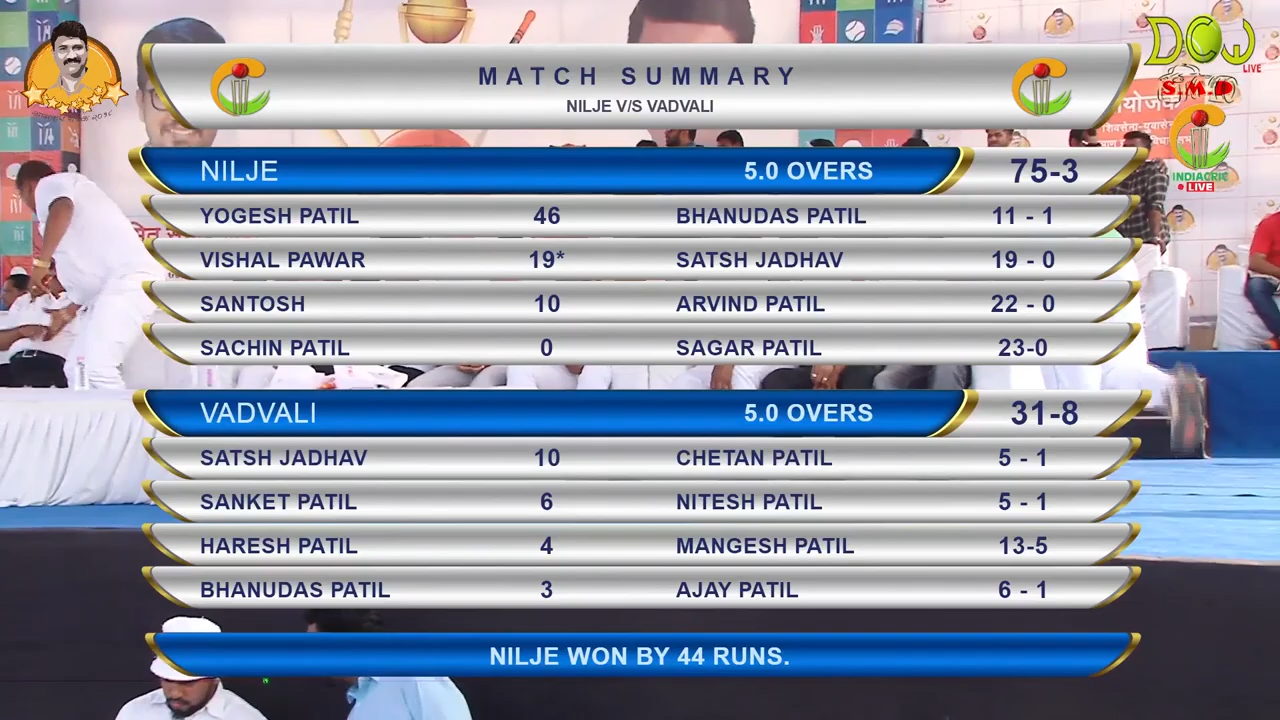 MATCH SUMMARY
NILJE V/S VADVALI
DCW
LIVE
S.M.P
INDIACRIC
LIVE
NILJE 5.0 OVERS 75-3
YOGESH PATIL 46 BHANUDAS PATIL 11 - 1
VISHAL PAWAR 19* SATSH JADHAV 19 - 0
SANTOSH 10 ARVIND PATIL 22 - 0
SACHIN PATIL 0 SAGAR PATIL 23-0
VADVALI 5.0 OVERS 31-8
SATSH JADHAV 10 CHETAN PATIL 5 - 1
SANKET PATIL 6 NITESH PATIL 5 - 1
HARESH PATIL 4 MANGESH PATIL 13-5
BHANUDAS PATIL 3 AJAY PATIL 6 - 1
NILJE WON BY 44 RUNS.